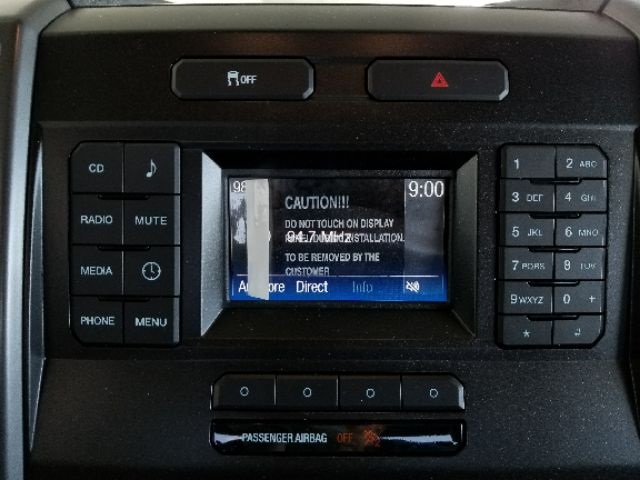 OFF
CD
RADIO MUTE
MEDIA
PHONE MENU
98
9:00
CAUTION!!!
DO NOT TOUCH ON DISPLAY
94.7 MHz
INSTALLATION.
TO BE REMOVED BY THE
CUSTOMER
Direct Info
1 2 ABC
3 DEF 4 GHI
5 JKL 6 MNO
7 PQRS 8 TUV
9 WXYZ 0 +
*
PASSENGER AIRBAG OFF